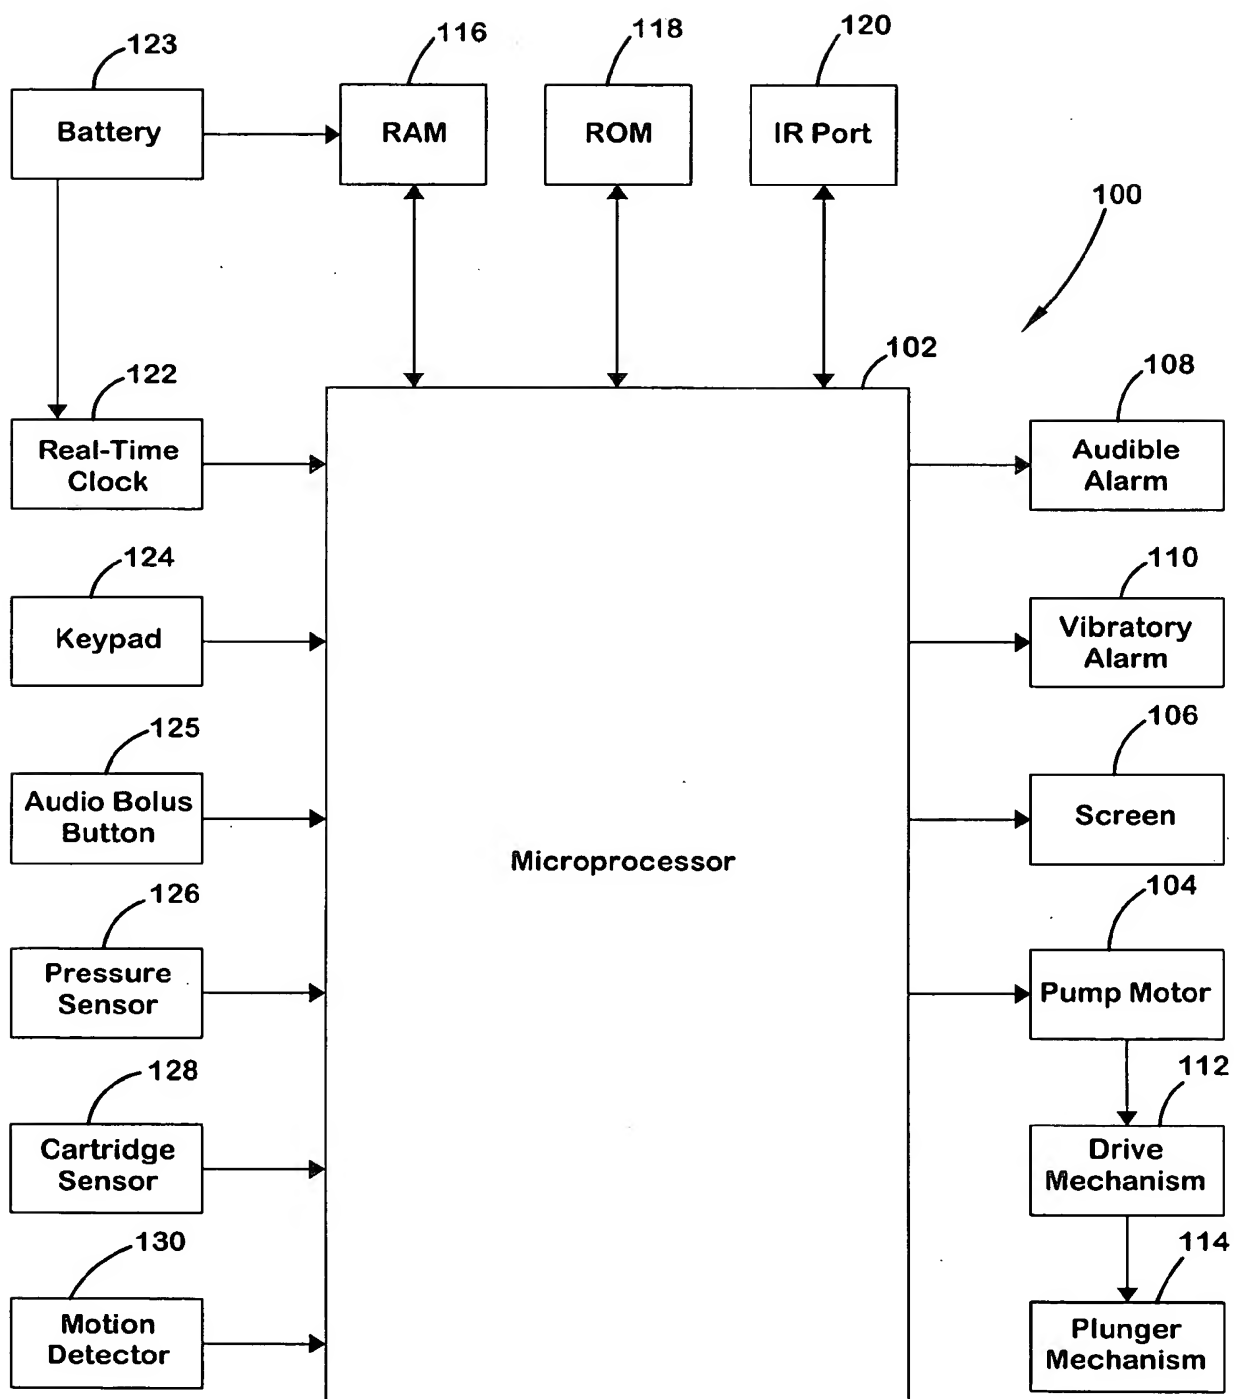 123
116
118
120
Battery
RAM
ROM
IR Port
100
102
122
108
Real-Time
Clock
Audible
Alarm
124
110
Keypad
Vibratory
Alarm
125
106
Audio Bolus
Button
Screen
Microprocessor
126
104
Pressure
Sensor
Pump Motor
128
112
Cartridge
Sensor
Drive
Mechanism
130
114
Motion
Detector
Plunger
Mechanism